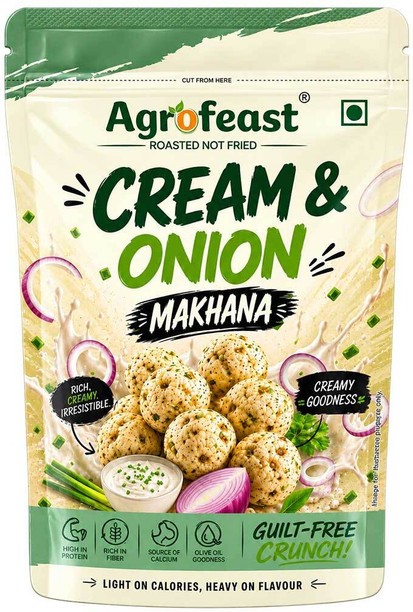 CUT FROM HERE
Agrofeast®
ROASTED NOT FRIED
CREAM &
ONION
MAKHANA
RICH,
CREAMY,
IRRESISTIBLE.
CREAMY
GOODNESS
HIGH IN
PROTEIN
RICH IN
FIBER
SOURCE OF
CALCIUM
OLIVE OIL
GOODNESS
GUILT-FREE
CRUNCH!
LIGHT ON CALORIES, HEAVY ON FLAVOUR